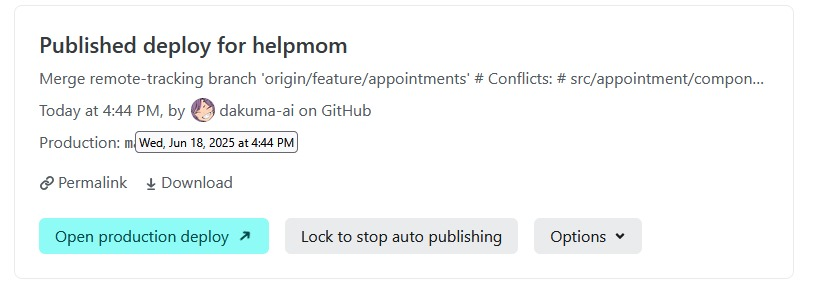 Published deploy for helpmom
Merge remote-tracking branch 'origin/feature/appointments' # Conflicts: # src/appointment/compon...
Today at 4:44 PM, by dakuma-ai on GitHub
Production: Wed, Jun 18, 2025 at 4:44 PM
Permalink Download
Open production deploy Lock to stop auto publishing Options